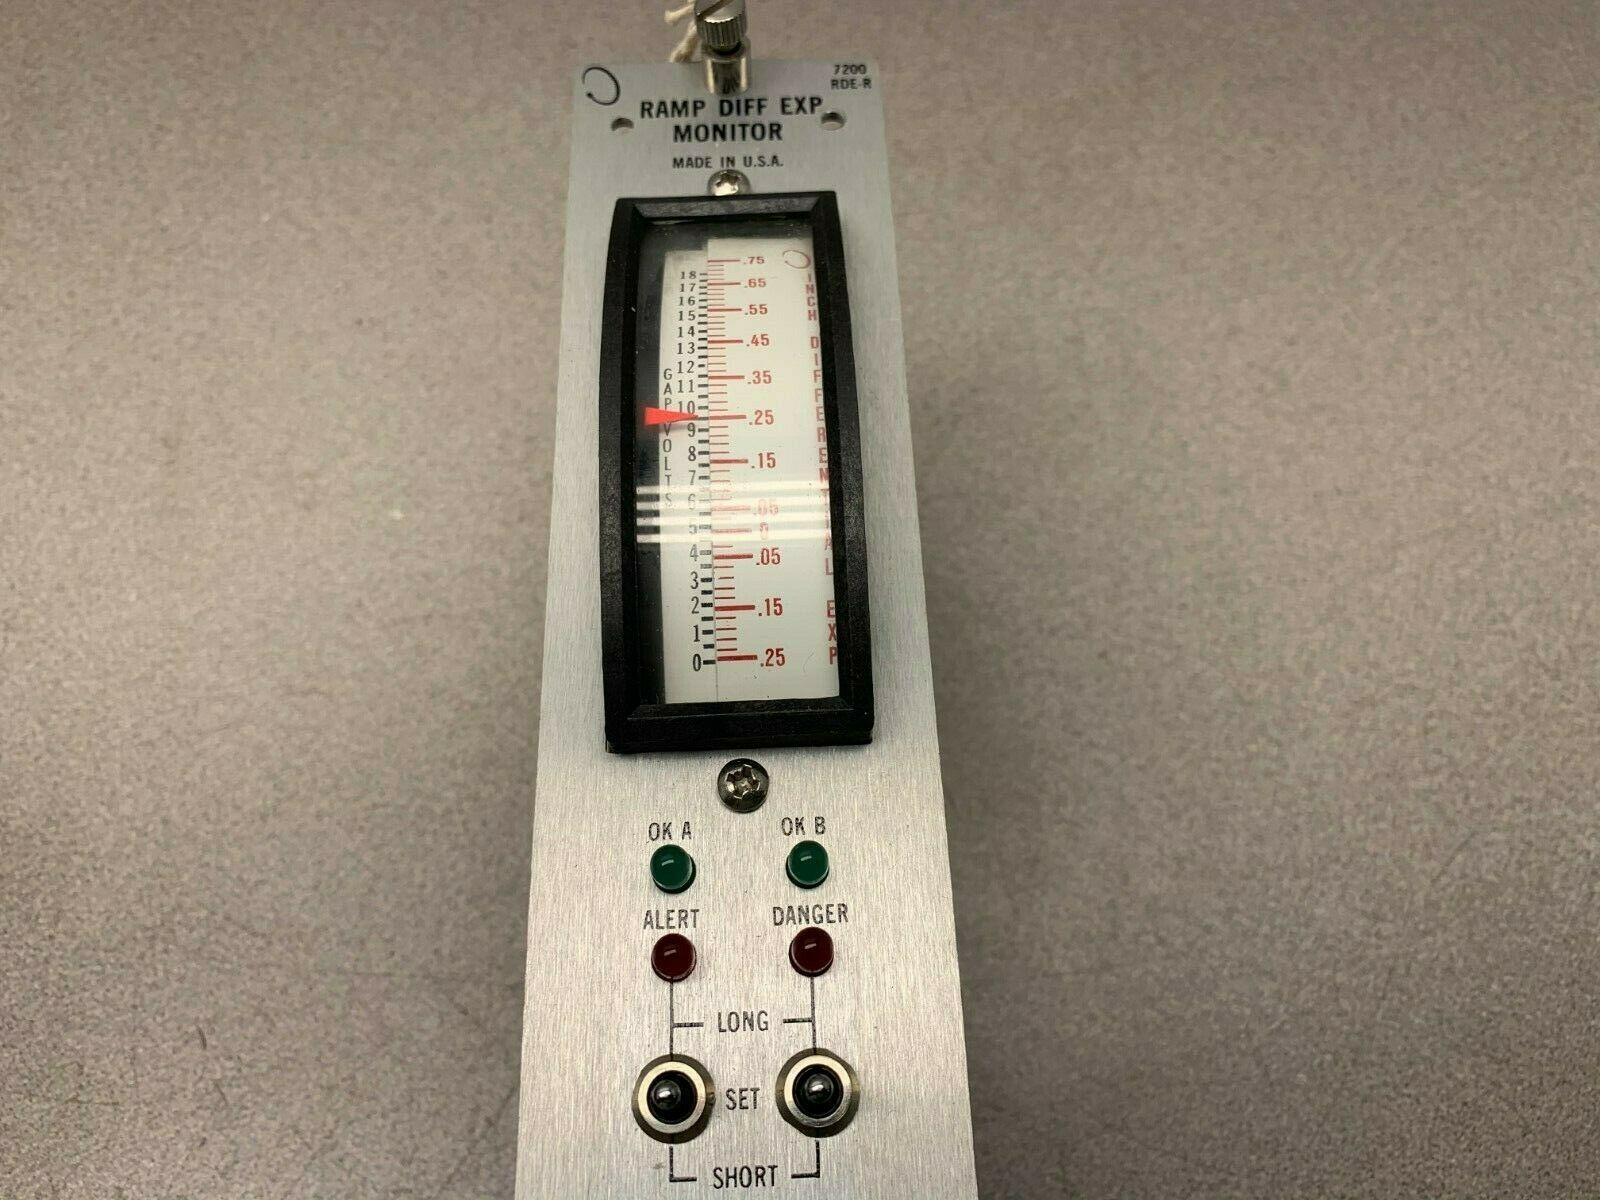 7200
RDE-R
RAMP DIFF EXP
MONITOR
MADE IN U.S.A.
18
17
16
15
14
13
12
11
10
9
8
7
6
5
4
3
2
1
0
GAP VOLTS
.75
.65
.55
.45
.35
.25
.15
.05
0
.05
.15
.25
INCH DIFFERENTIAL EXP
OK A OK B
ALERT DANGER
LONG
SET
SHORT